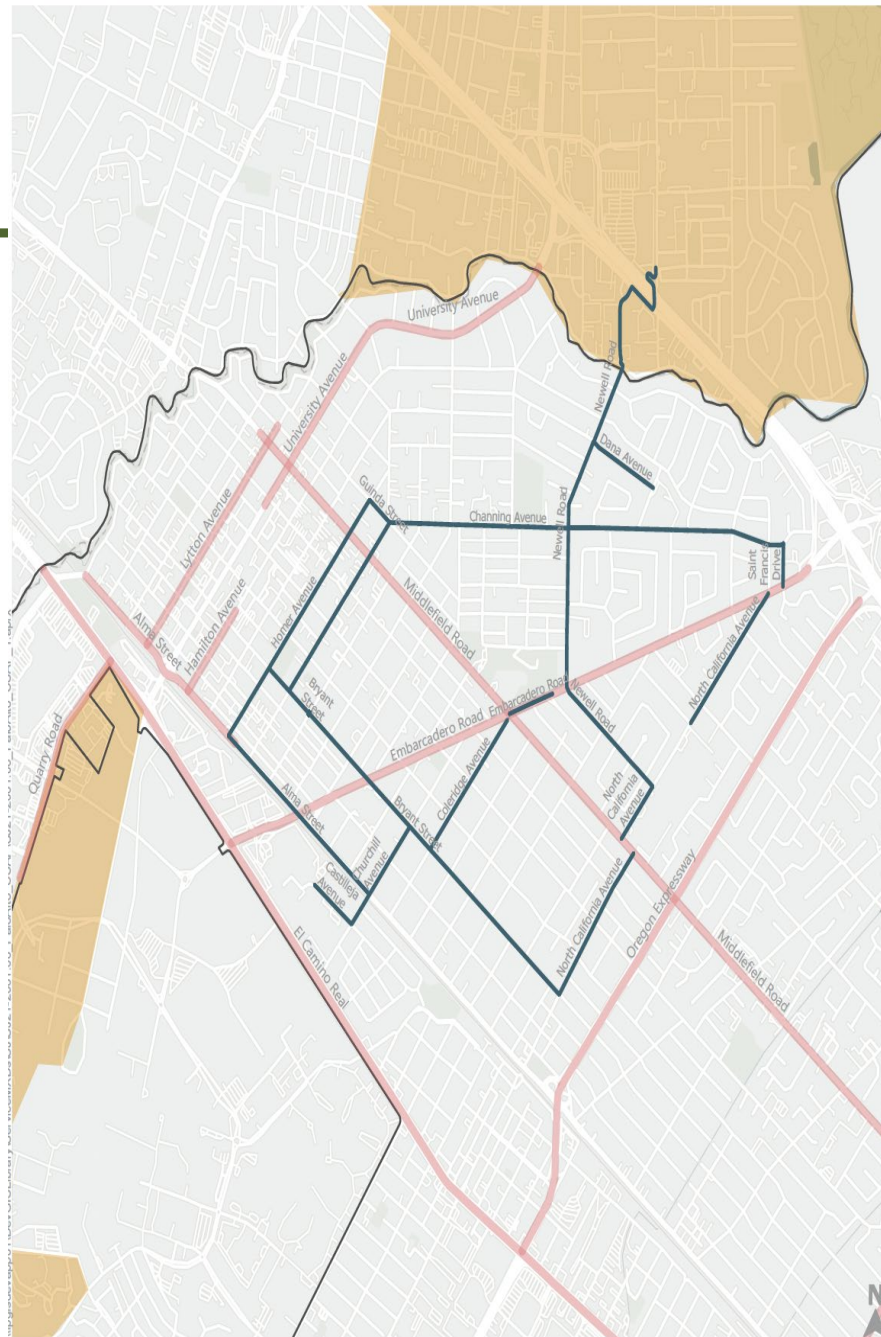 University Avenue
University Avenue
Newell Road
Dana Avenue
Guinda Street
Channing Avenue
Newell Road
Lytton Avenue
Saint
Francis
Drive
Alma Street
Hamilton Avenue
Homer Avenue
Middlefield Road
North California Avenue
Bryant
Street
Embarcadero Road
Newell Road
Embarcadero Road
Quarry Road
Coleridge Avenue
North
California
Avenue
Alma Street
Bryant Street
Churchill
Avenue
Castilleja
Avenue
North California Avenue
Oregon Expressway
El Camino Real
Middlefield Road
N